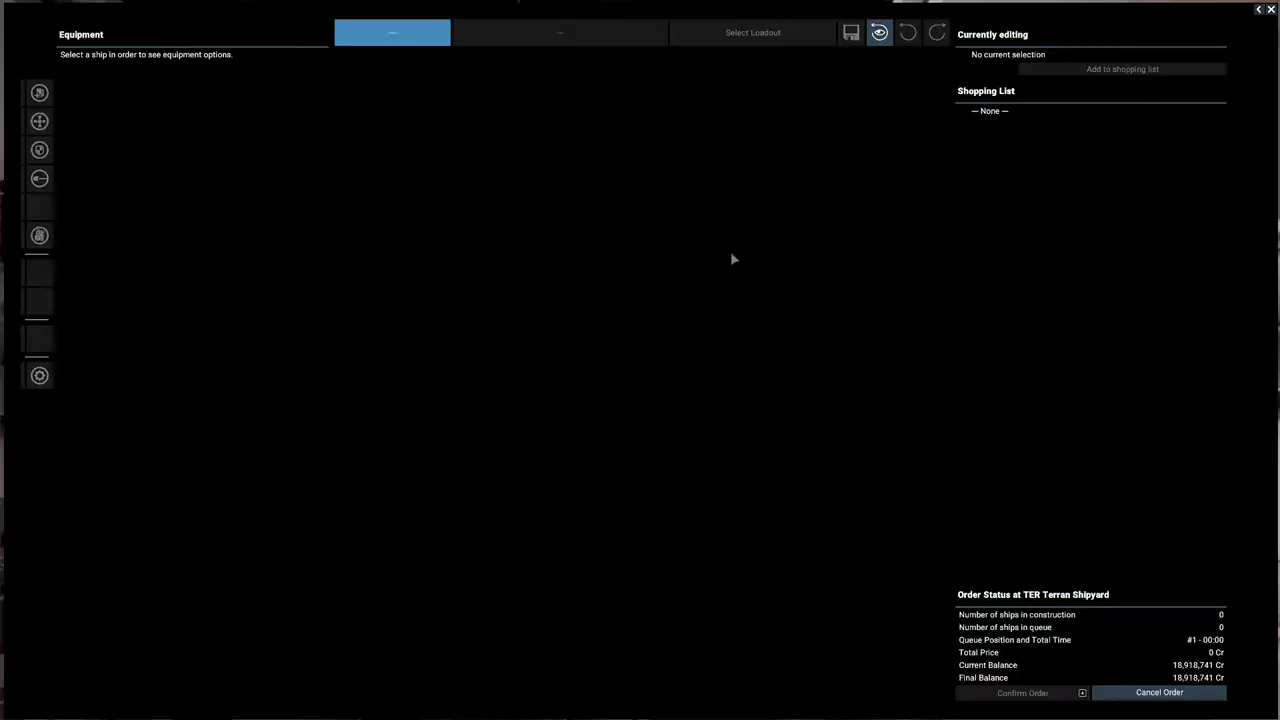 Equipment
Select a ship in order to see equipment options.
—
—
Select Loadout
Currently editing
No current selection
Add to shopping list
Shopping List
— None —
Order Status at TER Terran Shipyard
Number of ships in construction 0
Number of ships in queue 0
Queue Position and Total Time #1 - 00:00
Total Price 0 Cr
Current Balance 18,918,741 Cr
Final Balance 18,918,741 Cr
Confirm Order
Cancel Order